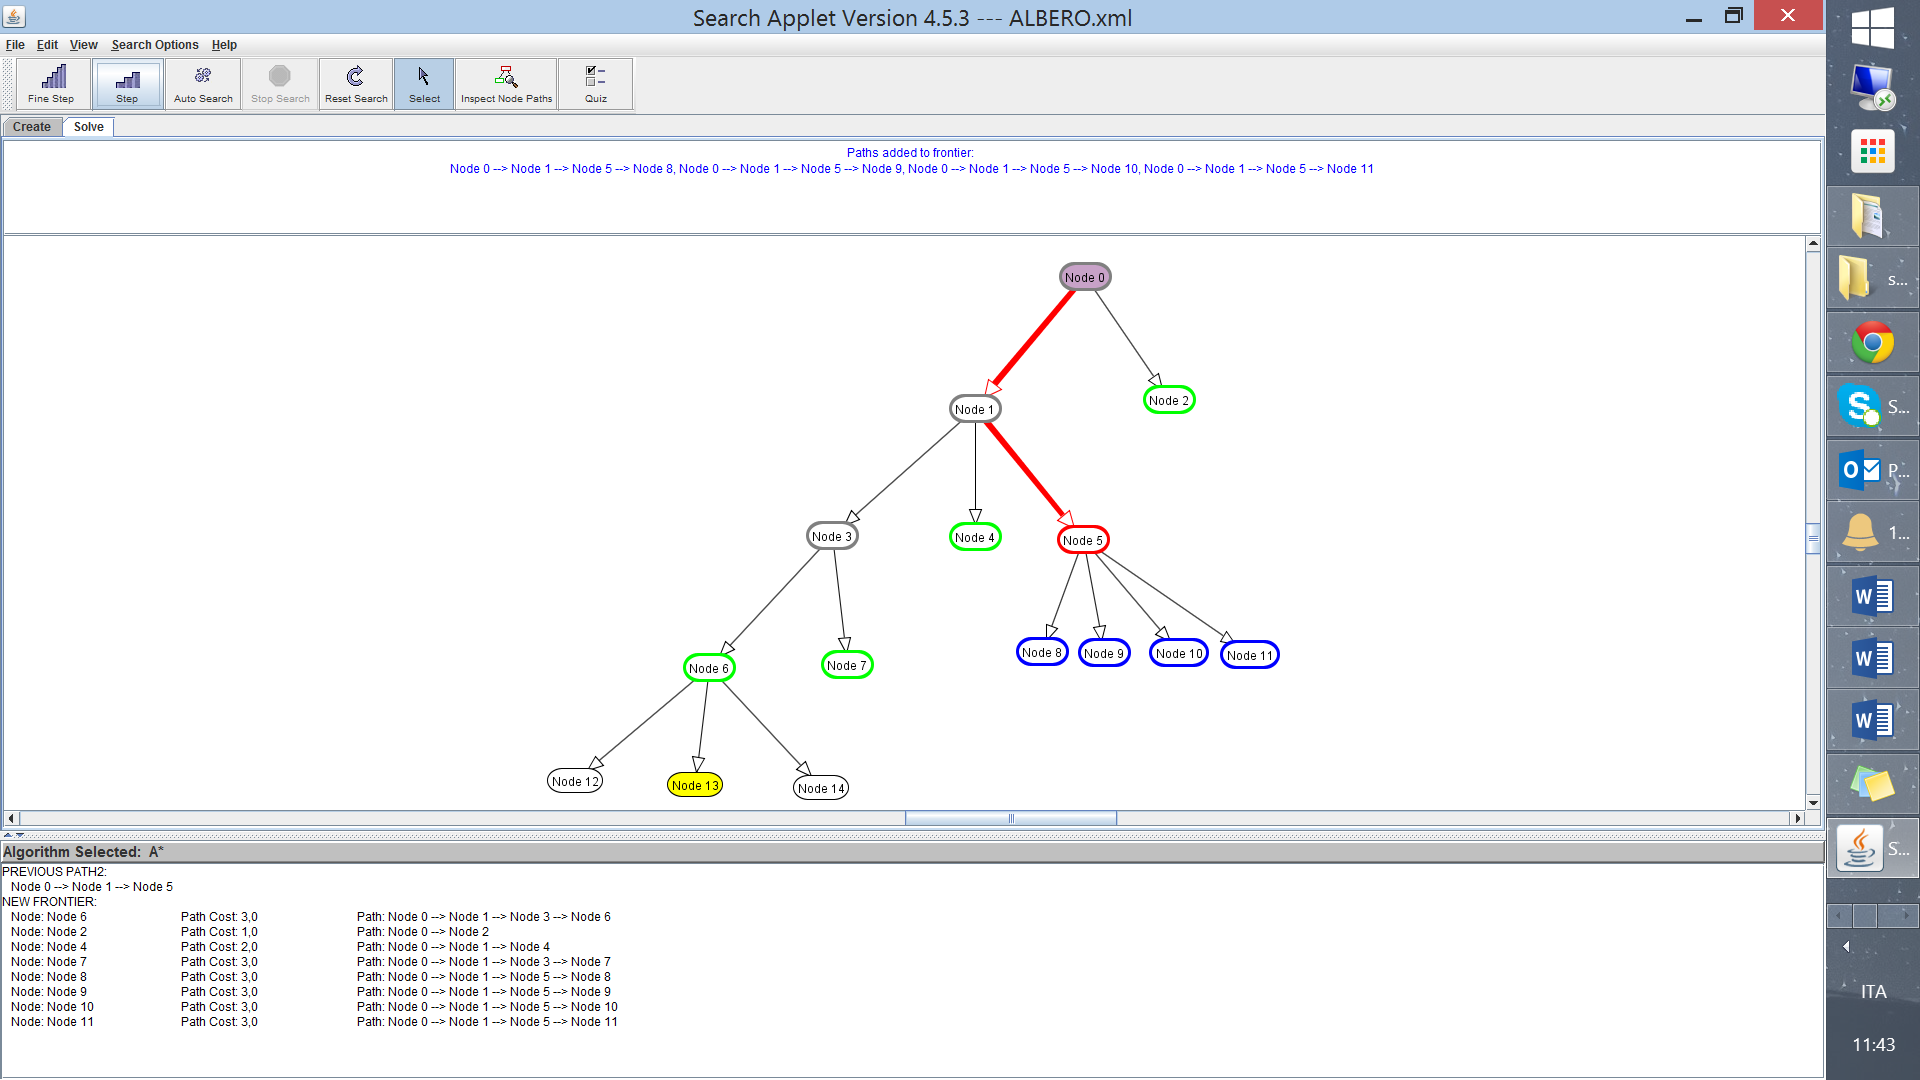 Search Applet Version 4.5.3 --- ALBERO.xml
File Edit View Search Options Help
Fine Step Step Auto Search Stop Search Reset Search Select Inspect Node Paths Quiz
Create Solve
Paths added to frontier:
Node 0 --> Node 1 --> Node 5 --> Node 8, Node 0 --> Node 1 --> Node 5 --> Node 9, Node 0 --> Node 1 --> Node 5 --> Node 10, Node 0 --> Node 1 --> Node 5 --> Node 11
Node 0
Node 2
Node 1
Node 3
Node 4
Node 5
Node 6
Node 7
Node 8
Node 9
Node 10
Node 11
Node 12
Node 13
Node 14
Algorithm Selected: A*
PREVIOUS PATH2:
Node 0 --> Node 1 --> Node 5
NEW FRONTIER:
Node: Node 6 Path Cost: 3,0 Path: Node 0 --> Node 1 --> Node 3 --> Node 6
Node: Node 2 Path Cost: 1,0 Path: Node 0 --> Node 2
Node: Node 4 Path Cost: 2,0 Path: Node 0 --> Node 1 --> Node 4
Node: Node 7 Path Cost: 3,0 Path: Node 0 --> Node 1 --> Node 3 --> Node 7
Node: Node 8 Path Cost: 3,0 Path: Node 0 --> Node 1 --> Node 5 --> Node 8
Node: Node 9 Path Cost: 3,0 Path: Node 0 --> Node 1 --> Node 5 --> Node 9
Node: Node 10 Path Cost: 3,0 Path: Node 0 --> Node 1 --> Node 5 --> Node 10
Node: Node 11 Path Cost: 3,0 Path: Node 0 --> Node 1 --> Node 5 --> Node 11
s...
S...
P...
1...
S...
ITA
11:43